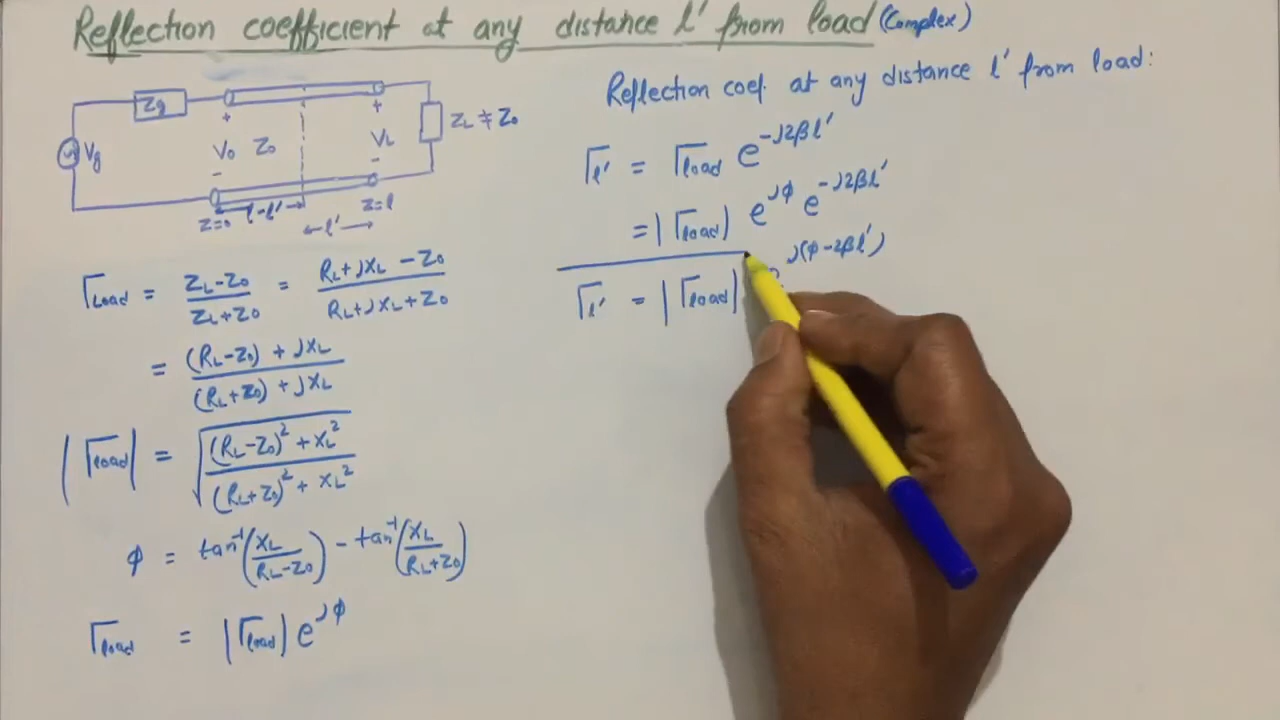 Reflection coefficient at any distance l' from load (Complex)
Zg
Vg
+
V0
-
Z0
+
VL
-
ZL ≠ Z0
z=0
l-l'
l'
z=l
ΓLoad = (ZL-Z0)/(ZL+Z0) = (RL+jXL-Z0)/(RL+jXL+Z0)
= ((RL-Z0)+jXL)/((RL+Z0)+jXL)
|Γload| = √(((RL-Z0)²+XL²)/((RL+Z0)²+XL²))
ϕ = tan⁻¹(XL/(RL-Z0)) - tan⁻¹(XL/(RL+Z0))
Γload = |Γload| e^jϕ
Reflection coef. at any distance l' from load:
Γl' = Γload e^-j2βl'
= |Γload| e^jϕ e^-j2βl'
Γl' = |Γload| e^j(ϕ-2βl')